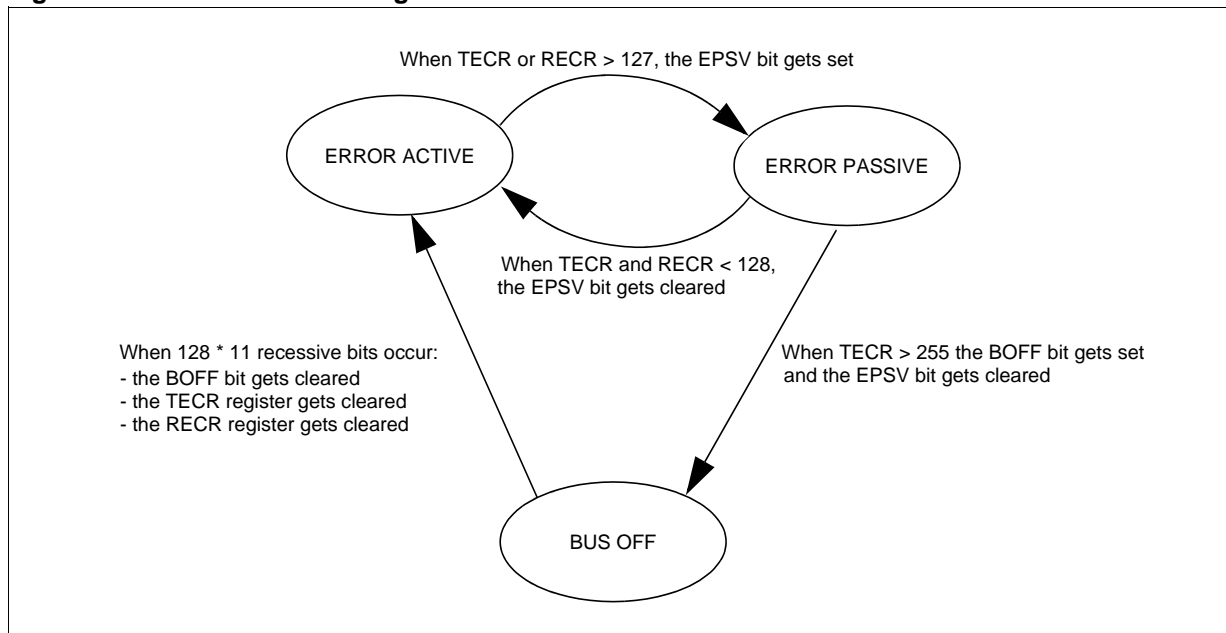 When TECR or RECR > 127, the EPSV bit gets set
ERROR ACTIVE
ERROR PASSIVE
When TECR and RECR < 128,
the EPSV bit gets cleared
When 128 * 11 recessive bits occur:
- the BOFF bit gets cleared
- the TECR register gets cleared
- the RECR register gets cleared
When TECR > 255 the BOFF bit gets set
and the EPSV bit gets cleared
BUS OFF